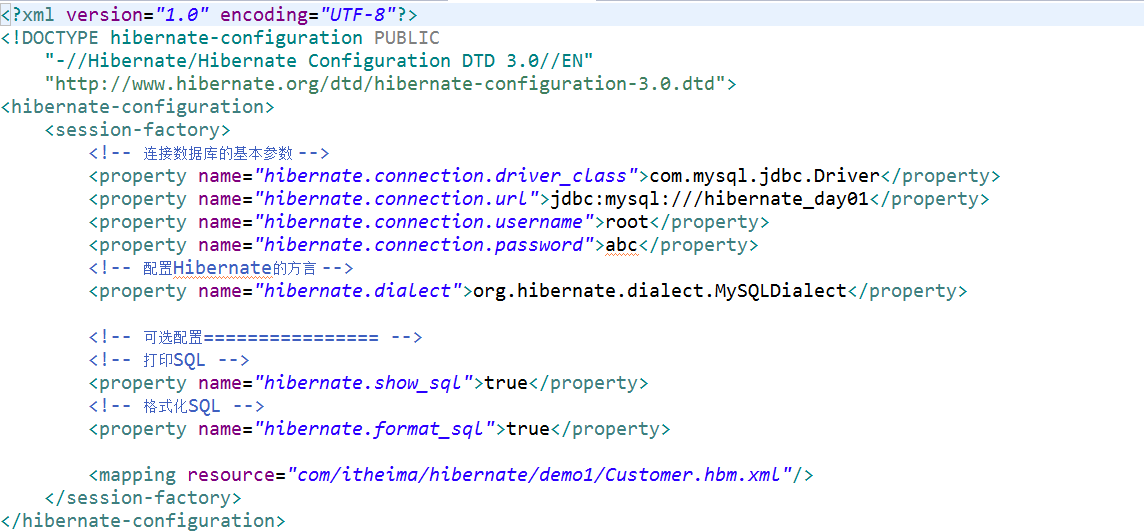 <?xml version="1.0" encoding="UTF-8"?>
<!DOCTYPE hibernate-configuration PUBLIC
    "-//Hibernate/Hibernate Configuration DTD 3.0//EN"
    "http://www.hibernate.org/dtd/hibernate-configuration-3.0.dtd">
<hibernate-configuration>
    <session-factory>
        <!-- 连接数据库的基本参数 -->
        <property name="hibernate.connection.driver_class">com.mysql.jdbc.Driver</property>
        <property name="hibernate.connection.url">jdbc:mysql:///hibernate_day01</property>
        <property name="hibernate.connection.username">root</property>
        <property name="hibernate.connection.password">abc</property>
        <!-- 配置Hibernate的方言 -->
        <property name="hibernate.dialect">org.hibernate.dialect.MySQLDialect</property>

        <!-- 可选配置================ -->
        <!-- 打印SQL -->
        <property name="hibernate.show_sql">true</property>
        <!-- 格式化SQL -->
        <property name="hibernate.format_sql">true</property>

        <mapping resource="com/itheima/hibernate/demo1/Customer.hbm.xml"/>
    </session-factory>
</hibernate-configuration>